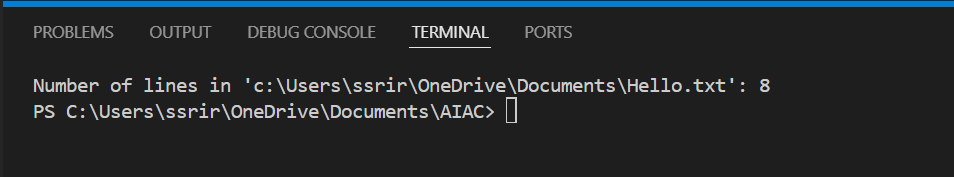 PROBLEMS OUTPUT DEBUG CONSOLE TERMINAL PORTS
Number of lines in 'c:\Users\ssrir\OneDrive\Documents\Hello.txt': 8
PS C:\Users\ssrir\OneDrive\Documents\AIAC>